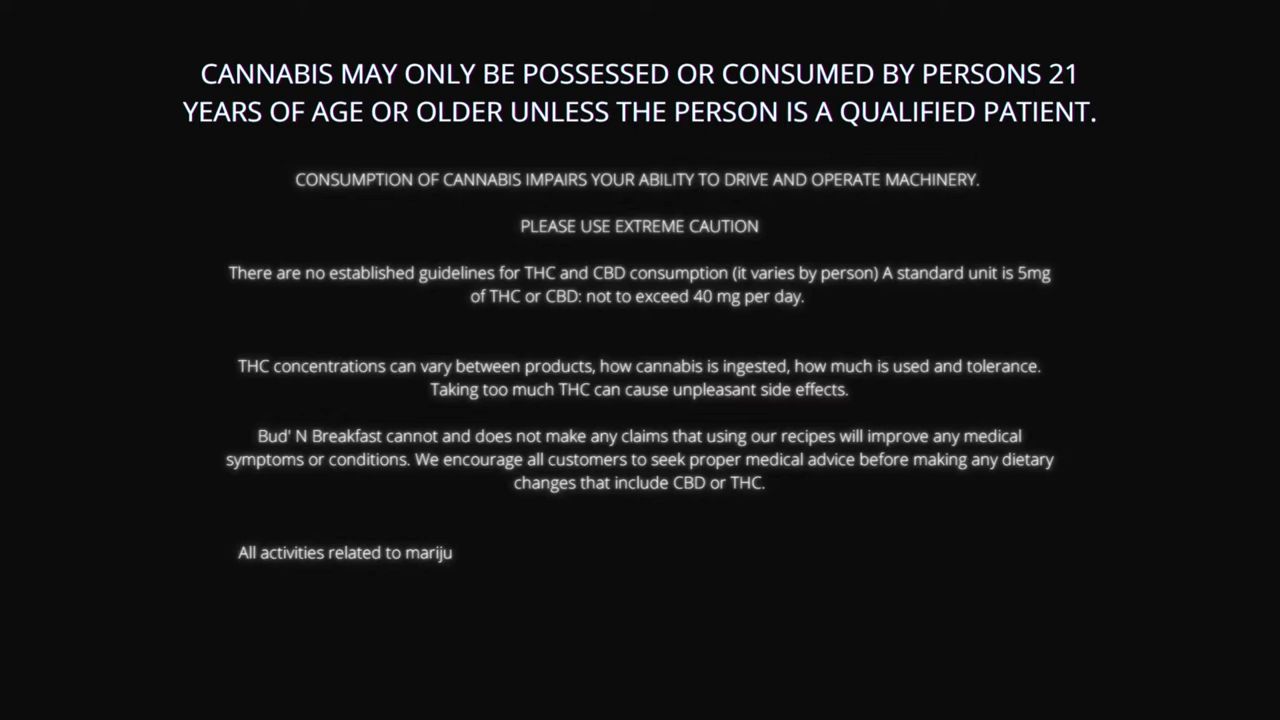 CANNABIS MAY ONLY BE POSSESSED OR CONSUMED BY PERSONS 21
YEARS OF AGE OR OLDER UNLESS THE PERSON IS A QUALIFIED PATIENT.
CONSUMPTION OF CANNABIS IMPAIRS YOUR ABILITY TO DRIVE AND OPERATE MACHINERY.
PLEASE USE EXTREME CAUTION
There are no established guidelines for THC and CBD consumption (it varies by person) A standard unit is 5mg
of THC or CBD: not to exceed 40 mg per day.
THC concentrations can vary between products, how cannabis is ingested, how much is used and tolerance.
Taking too much THC can cause unpleasant side effects.
Bud' N Breakfast cannot and does not make any claims that using our recipes will improve any medical
symptoms or conditions. We encourage all customers to seek proper medical advice before making any dietary
changes that include CBD or THC.
All activities related to mariju